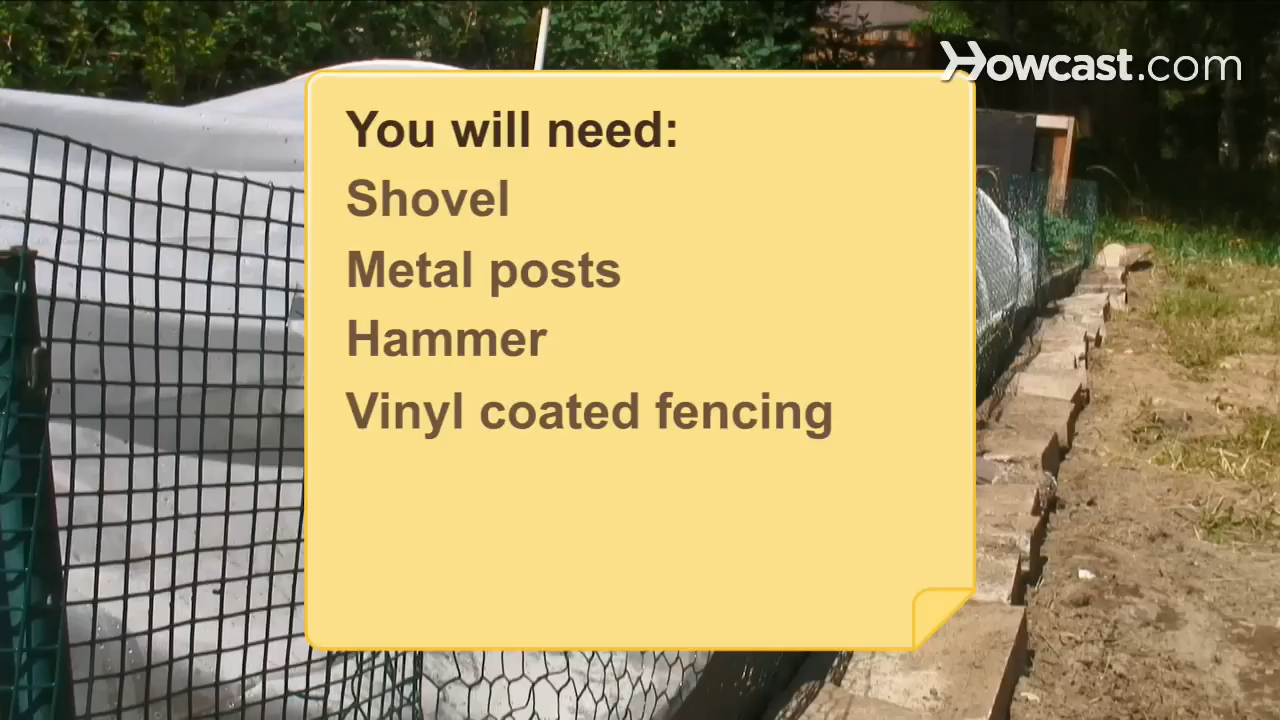 Howcast.com
You will need:
Shovel
Metal posts
Hammer
Vinyl coated fencing